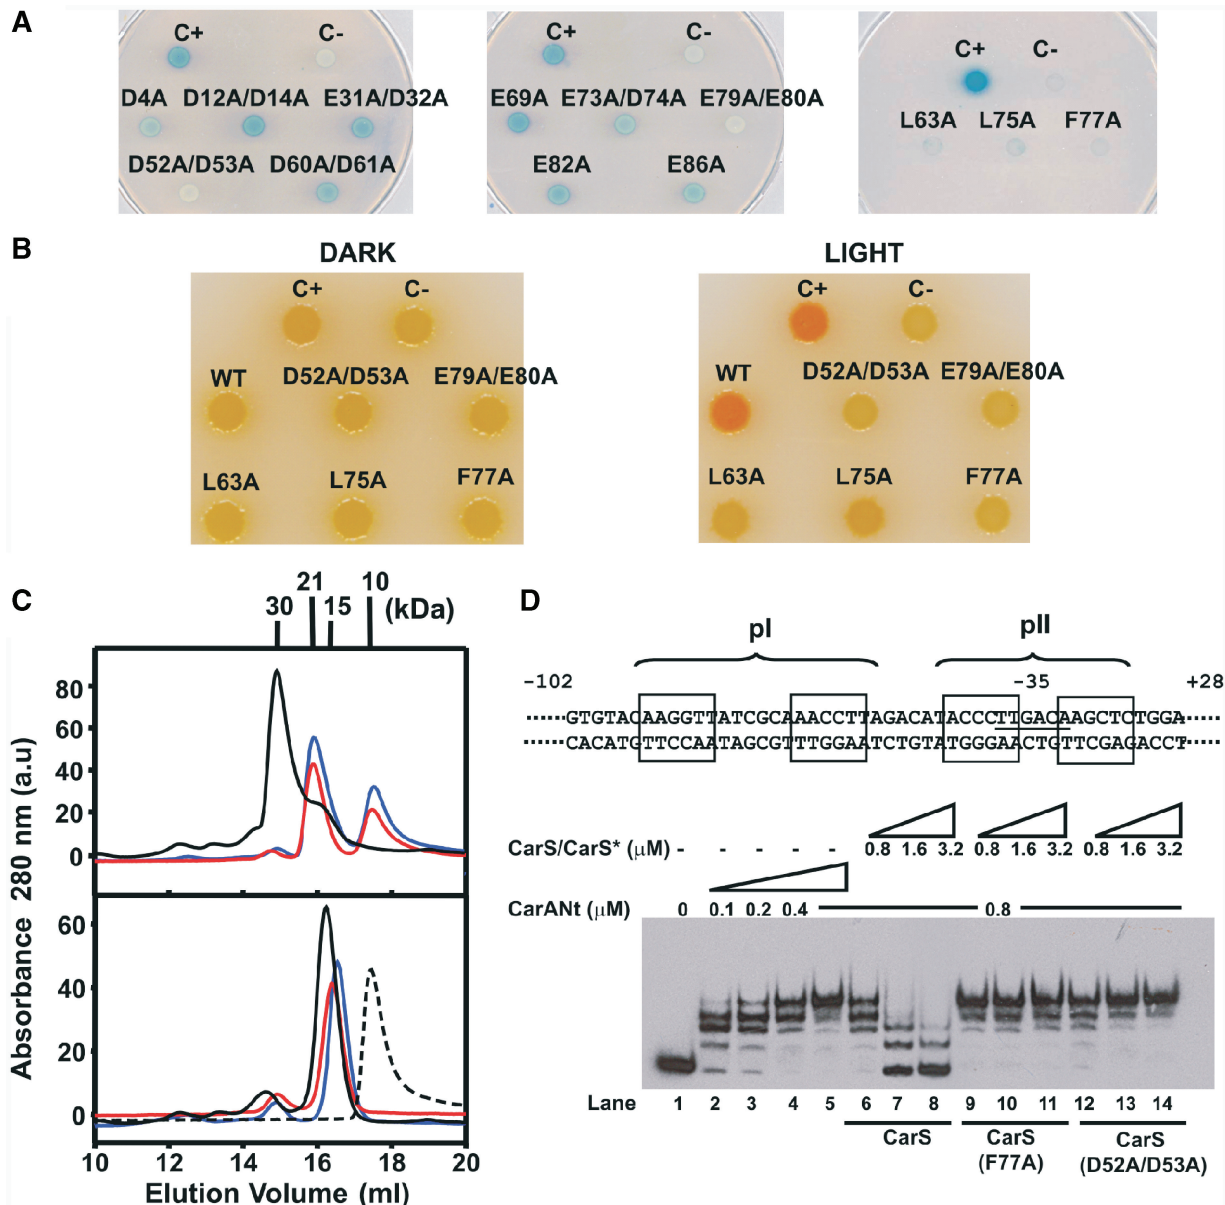 A
C+ C- C+ C- C+ C-
D4A D12A/D14A E31A/D32A E69A E73A/D74A E79A/E80A L63A L75A F77A
D52A/D53A D60A/D61A E82A E86A
B
DARK LIGHT
C+ C- C+ C-
WT D52A/D53A E79A/E80A WT D52A/D53A E79A/E80A
L63A L75A F77A L63A L75A F77A
C
30 21 15 10 (kDa)
80
60
40
20
0
60
40
20
0
Absorbance 280 nm (a.u)
10 12 14 16 18 20
Elution Volume (ml)
D
pI pII
-102 -35 +28
GTGTACAAGGTTATCGCAAACCTTAGACATACCCTTGACAAGCTCTGGA
CACATGTTCCAATAGCGTTTGGAATCTGTATGGGAACTGTTCGAGACCT
CarS/CarS* (μM) - - - - - 0.8 1.6 3.2 0.8 1.6 3.2 0.8 1.6 3.2
CarANt (μM) 0 0.1 0.2 0.4 0.8
Lane 1 2 3 4 5 6 7 8 9 10 11 12 13 14
CarS CarS (F77A) CarS (D52A/D53A)